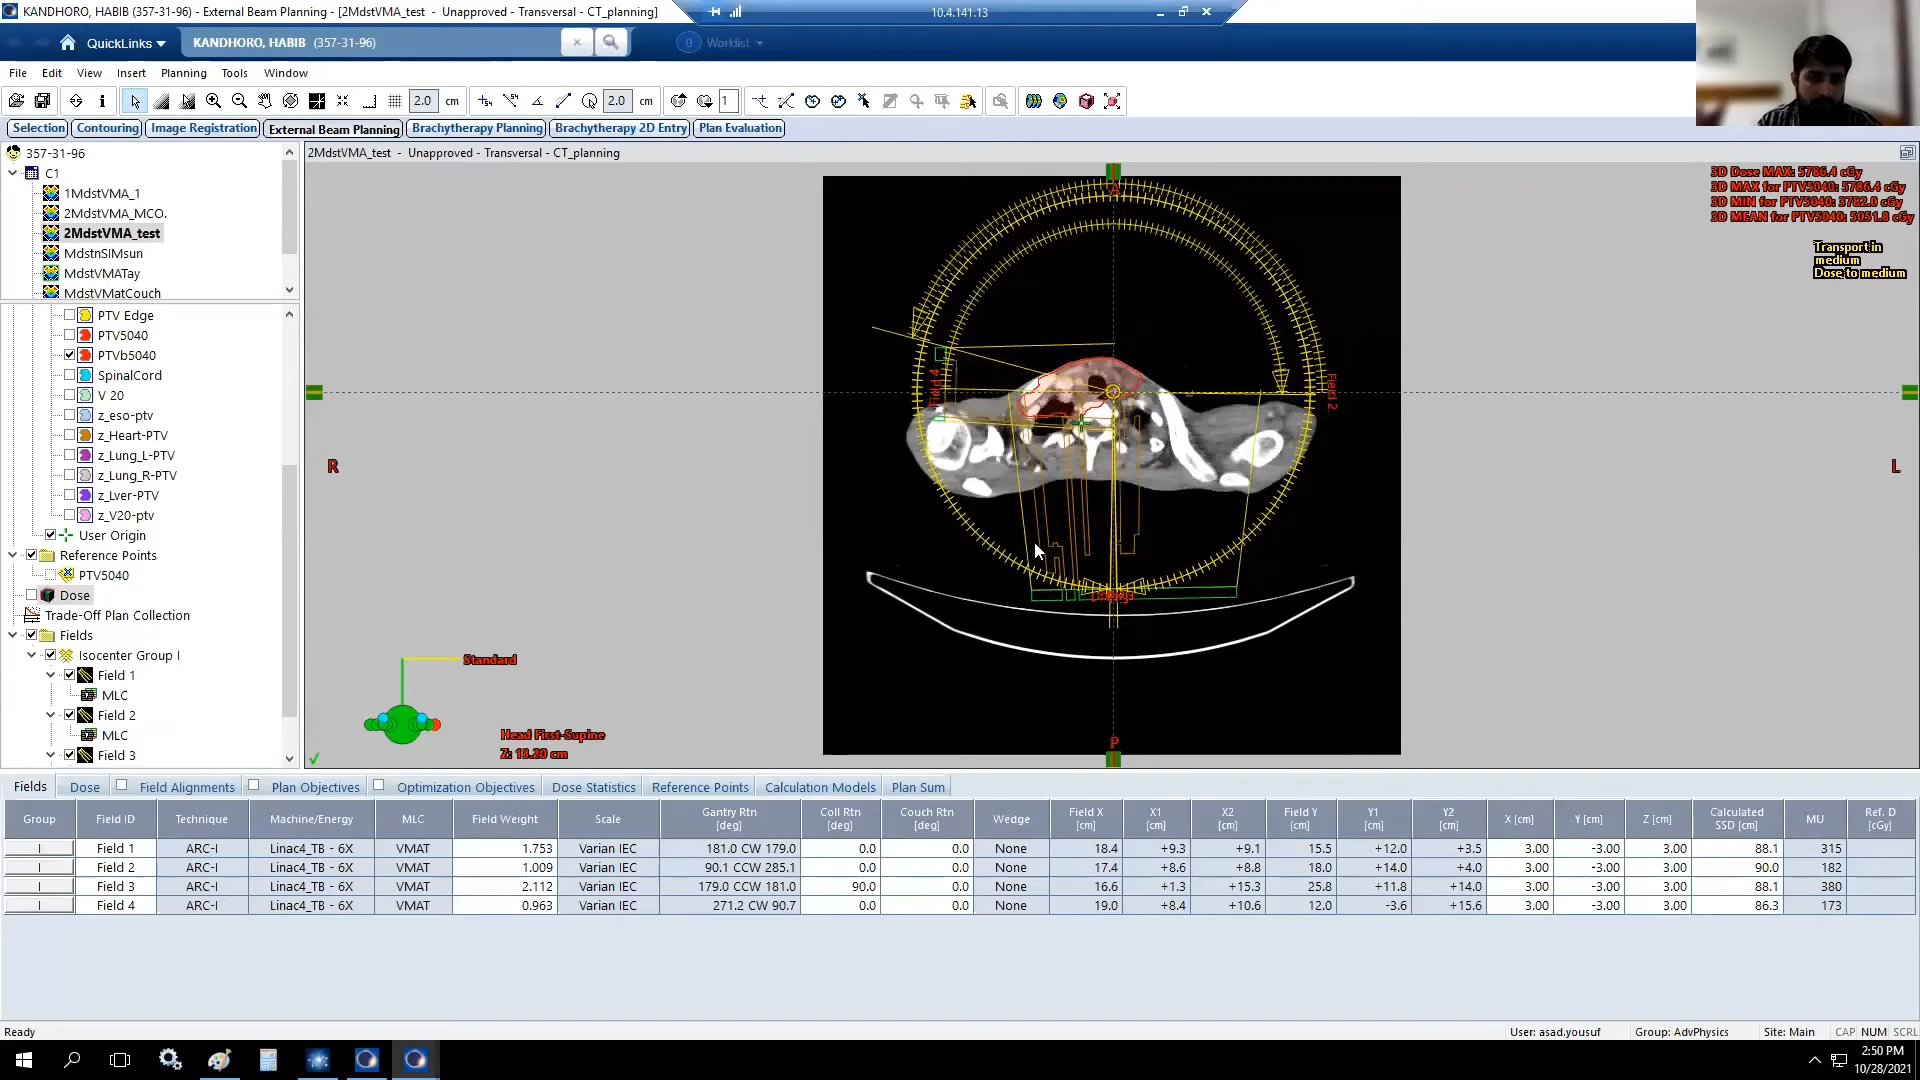 KANDHORO, HABIB (357-31-96) - External Beam Planning - [2MdstVMA_test - Unapproved - Transversal - CT_planning]
10.4.141.13
QuickLinks
KANDHORO, HABIB (357-31-96)
0 Worklist
File Edit View Insert Planning Tools Window
2.0 cm 2.0 cm 1
Selection Contouring Image Registration External Beam Planning Brachytherapy Planning Brachytherapy 2D Entry Plan Evaluation
357-31-96
C1
1MdstVMA_1
2MdstVMA_MCO.
2MdstVMA_test
MdstnSIMsun
MdstVMATay
MdstVMatCouch
PTV Edge
PTV5040
PTVb5040
SpinalCord
V 20
z_eso-ptv
z_Heart-PTV
z_Lung_L-PTV
z_Lung_R-PTV
z_Lver-PTV
z_V20-ptv
User Origin
Reference Points
PTV5040
Dose
Trade-Off Plan Collection
Fields
Isocenter Group I
Field 1
MLC
Field 2
MLC
Field 3
2MdstVMA_test - Unapproved - Transversal - CT_planning
3D Dose MAX: 5786.4 cGy
3D MAX for PTV5040: 5786.4 cGy
3D MIN for PTV5040: 3782.0 cGy
3D MEAN for PTV5040: 5051.8 cGy
Transport in
medium
Dose to medium
A
Field 4
Field 2
R
L
P
Standard
Head First-Supine
Z: 13.20 cm
Fields Dose Field Alignments Plan Objectives Optimization Objectives Dose Statistics Reference Points Calculation Models Plan Sum
Group Field ID Technique Machine/Energy MLC Field Weight Scale Gantry Rtn [deg] Coll Rtn [deg] Couch Rtn [deg] Wedge Field X [cm] X1 [cm] X2 [cm] Field Y [cm] Y1 [cm] Y2 [cm] X [cm] Y [cm] Z [cm] Calculated SSD [cm] MU Ref. D [cGy]
I Field 1 ARC-I Linac4_TB - 6X VMAT 1.753 Varian IEC 181.0 CW 179.0 0.0 0.0 None 18.4 +9.3 +9.1 15.5 +12.0 +3.5 3.00 -3.00 3.00 88.1 315
I Field 2 ARC-I Linac4_TB - 6X VMAT 1.009 Varian IEC 90.1 CW 285.1 0.0 0.0 None 17.4 +8.6 +8.8 18.0 +14.0 +4.0 3.00 -3.00 3.00 90.0 182
I Field 3 ARC-I Linac4_TB - 6X VMAT 2.112 Varian IEC 179.0 CCW 181.0 90.0 0.0 None 16.6 +1.3 +15.3 25.8 +11.8 +14.0 3.00 -3.00 3.00 88.1 380
I Field 4 ARC-I Linac4_TB - 6X VMAT 0.963 Varian IEC 271.2 CW 90.7 0.0 0.0 None 19.0 +8.4 +10.6 12.0 -3.6 +15.6 3.00 -3.00 3.00 86.3 173
Ready
User: asad.yousuf Group: AdvPhysics Site: Main CAP NUM SCRL
2:50 PM
10/28/2021